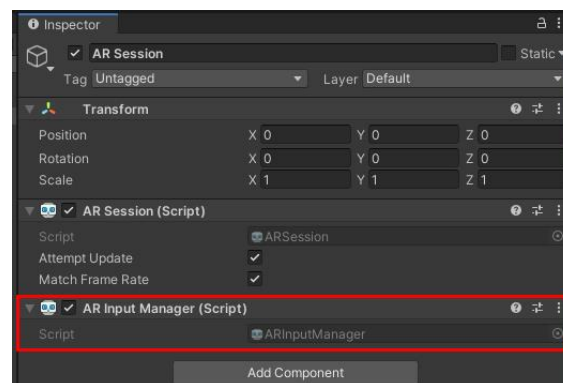 Inspector
AR Session Static
Tag Untagged Layer Default
Transform
Position X 0 Y 0 Z 0
Rotation X 0 Y 0 Z 0
Scale X 1 Y 1 Z 1
AR Session (Script)
Script ARSession
Attempt Update
Match Frame Rate
AR Input Manager (Script)
Script ARInputManager
Add Component